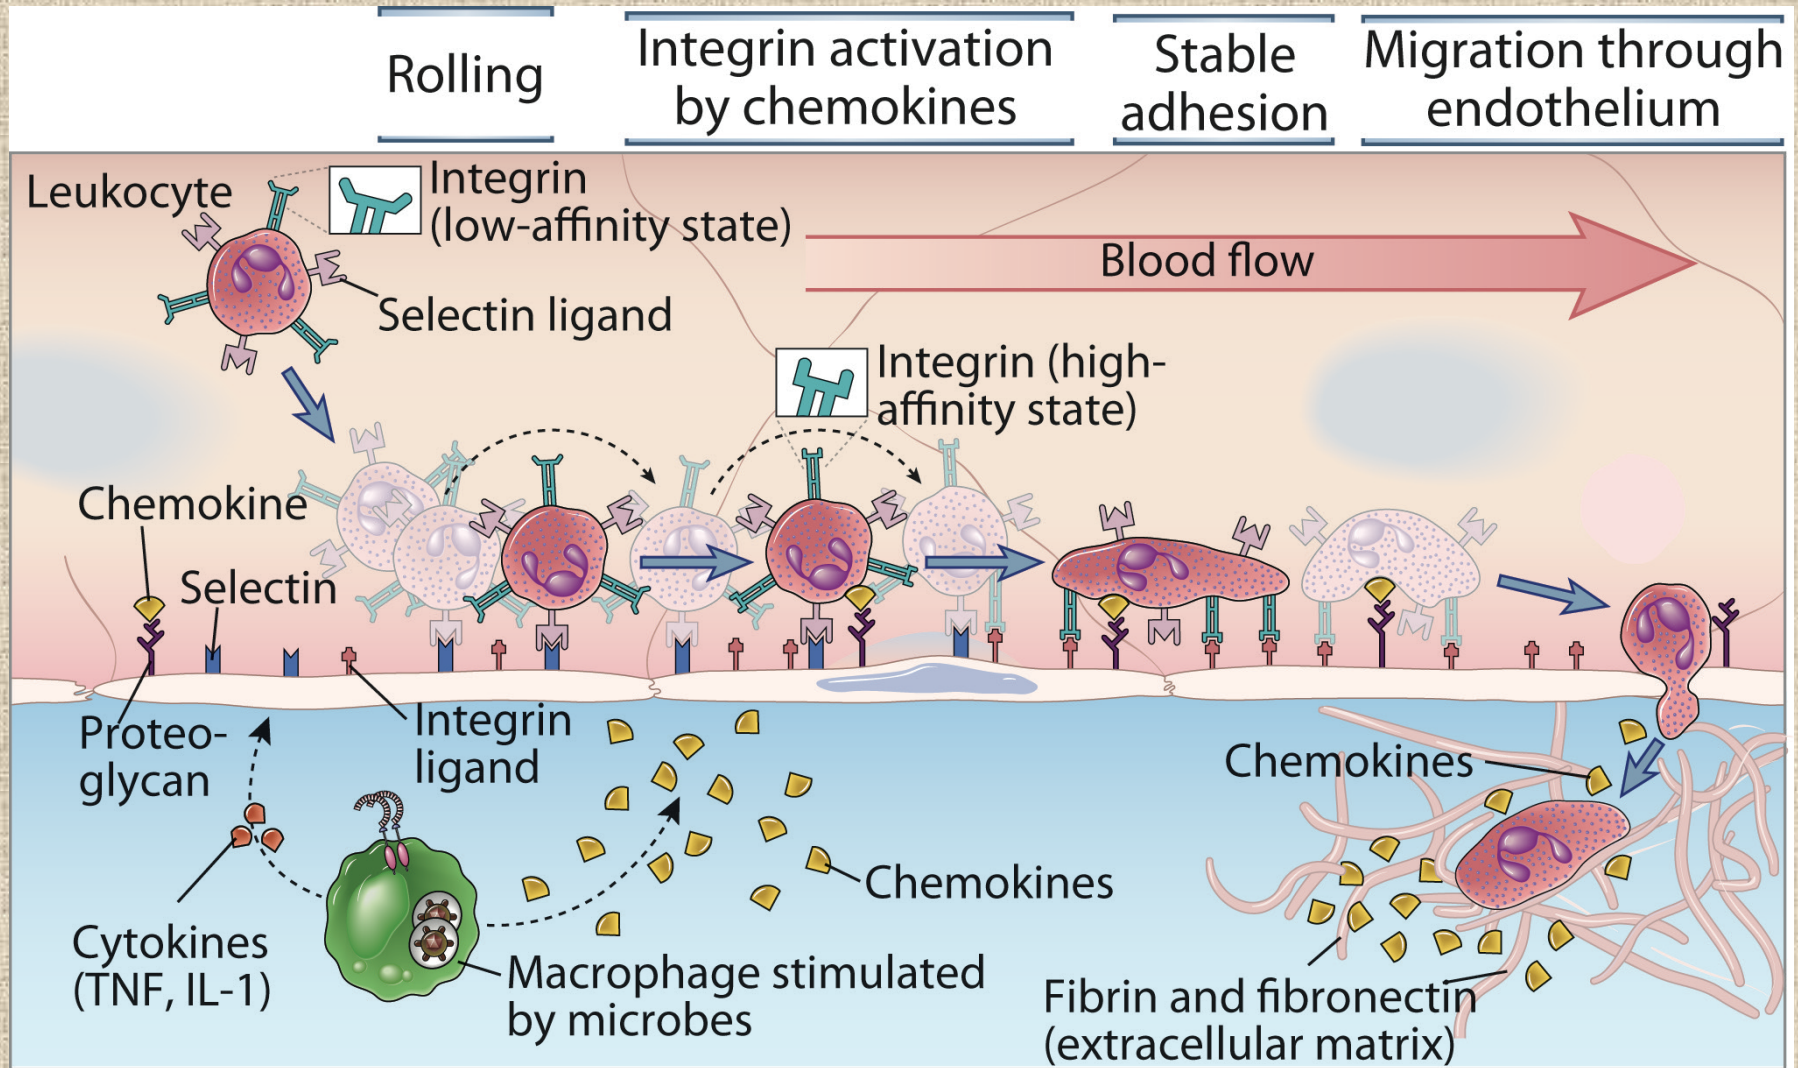 Rolling
Integrin activation
by chemokines
Stable
adhesion
Migration through
endothelium
Leukocyte
Integrin
(low-affinity state)
Blood flow
Selectin ligand
Integrin (high-
affinity state)
Chemokine
Selectin
Proteo-
glycan
Integrin
ligand
Chemokines
Chemokines
Cytokines
(TNF, IL-1)
Macrophage stimulated
by microbes
Fibrin and fibronectin
(extracellular matrix)